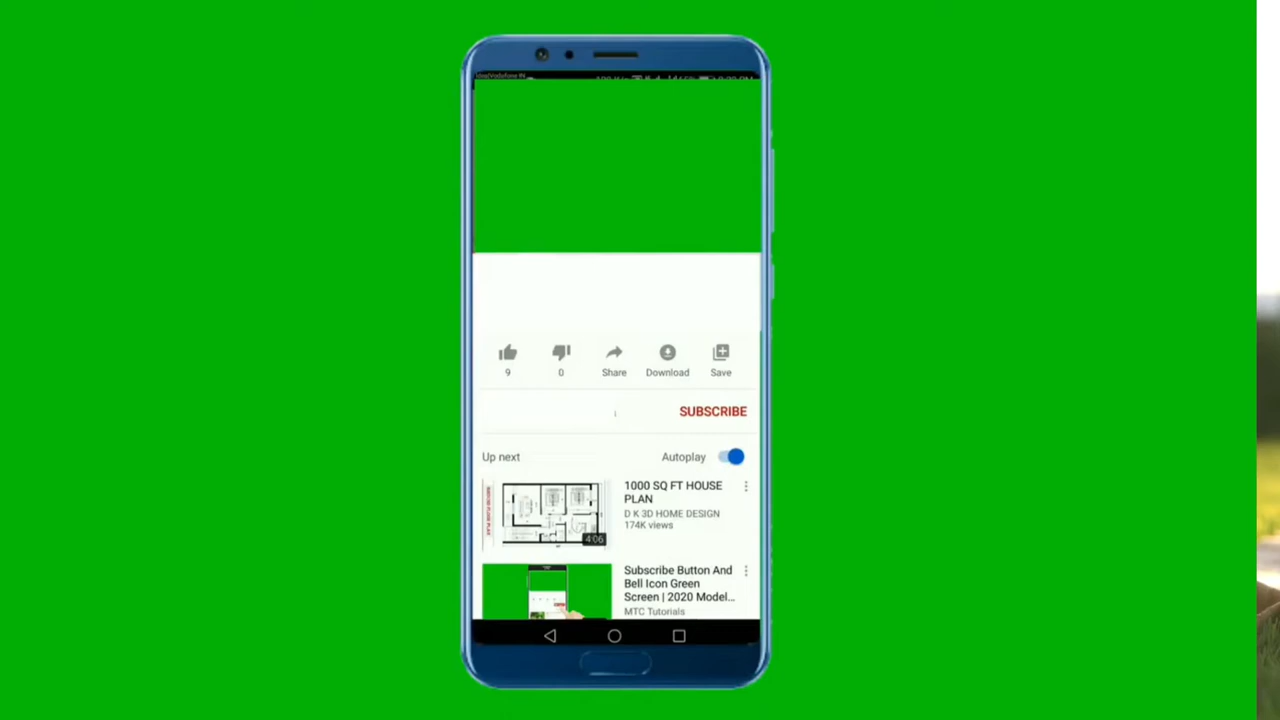 9
0
Share
Download
Save
SUBSCRIBE
Up next
Autoplay
1000 SQ FT HOUSE
PLAN
D K 3D HOME DESIGN
174K views
4:06
Subscribe Button And
Bell Icon Green
Screen | 2020 Model...
MTC Tutorials